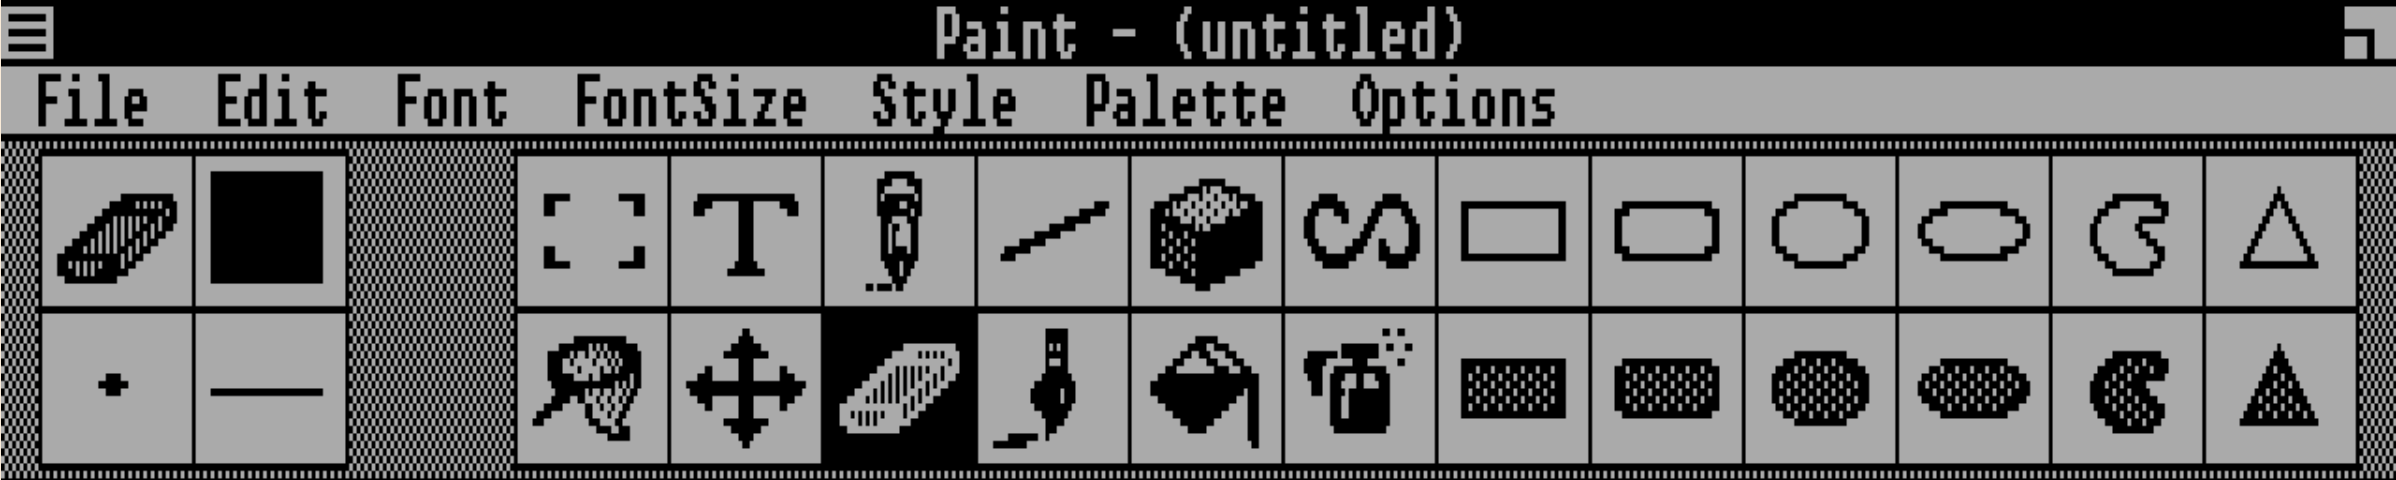 Paint - (untitled)
File Edit Font FontSize Style Palette Options
T